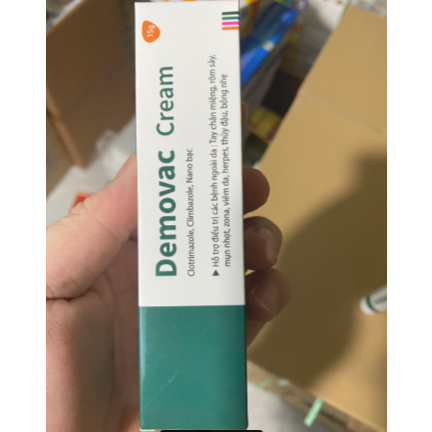 15g
Demovac Cream
Clotrimazole, Climbazole, Nano bạc
Hỗ trợ điều trị các bệnh ngoài da : Tay chân miệng, rôm sảy,
mụn nhọt, zona, viêm da, herpes, thủy đậu, bỏng nhẹ